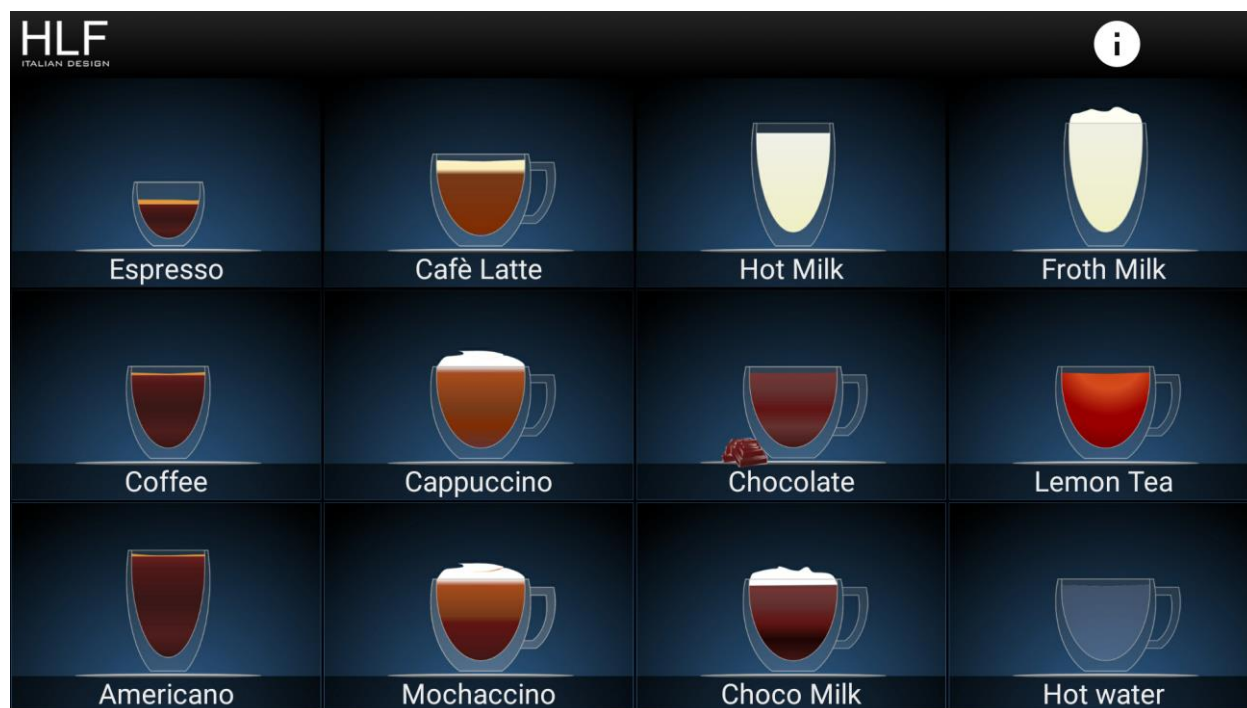 HLF
ITALIAN DESIGN
i
Espresso
Cafè Latte
Hot Milk
Froth Milk
Coffee
Cappuccino
Chocolate
Lemon Tea
Americano
Mochaccino
Choco Milk
Hot water